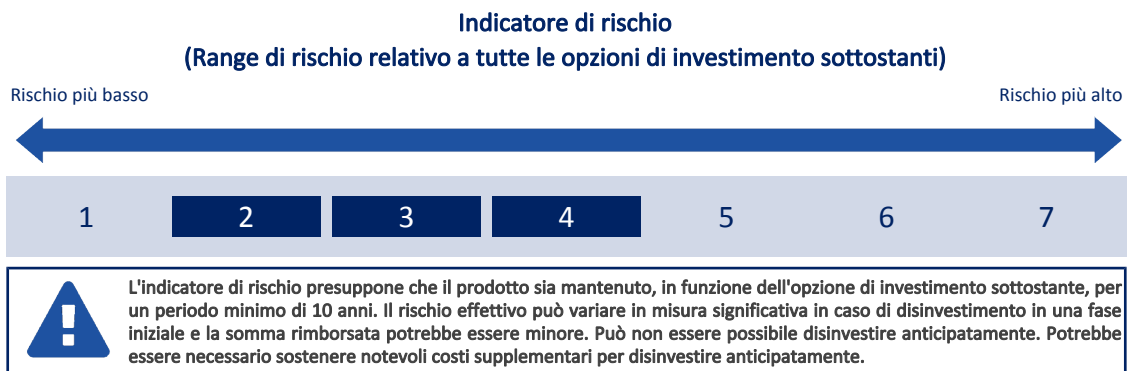 Indicatore di rischio
(Range di rischio relativo a tutte le opzioni di investimento sottostanti)
Rischio più basso
Rischio più alto
1 2 3 4 5 6 7
L'indicatore di rischio presuppone che il prodotto sia mantenuto, in funzione dell'opzione di investimento sottostante, per
un periodo minimo di 10 anni. Il rischio effettivo può variare in misura significativa in caso di disinvestimento in una fase
iniziale e la somma rimborsata potrebbe essere minore. Può non essere possibile disinvestire anticipatamente. Potrebbe
essere necessario sostenere notevoli costi supplementari per disinvestire anticipatamente.